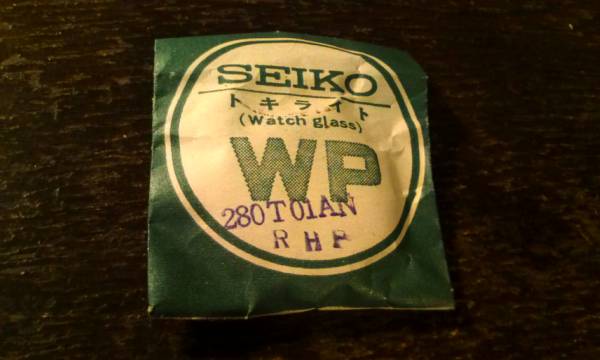 SEIKO
トキライト
(Watch glass)
WP
280T01AN
RHP